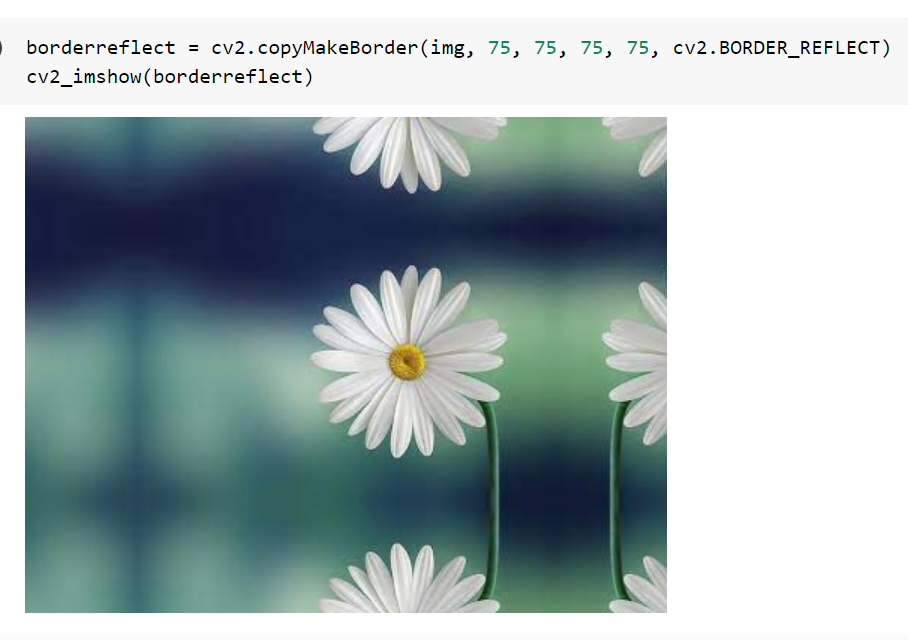 borderreflect = cv2.copyMakeBorder(img, 75, 75, 75, 75, cv2.BORDER_REFLECT)
cv2_imshow(borderreflect)